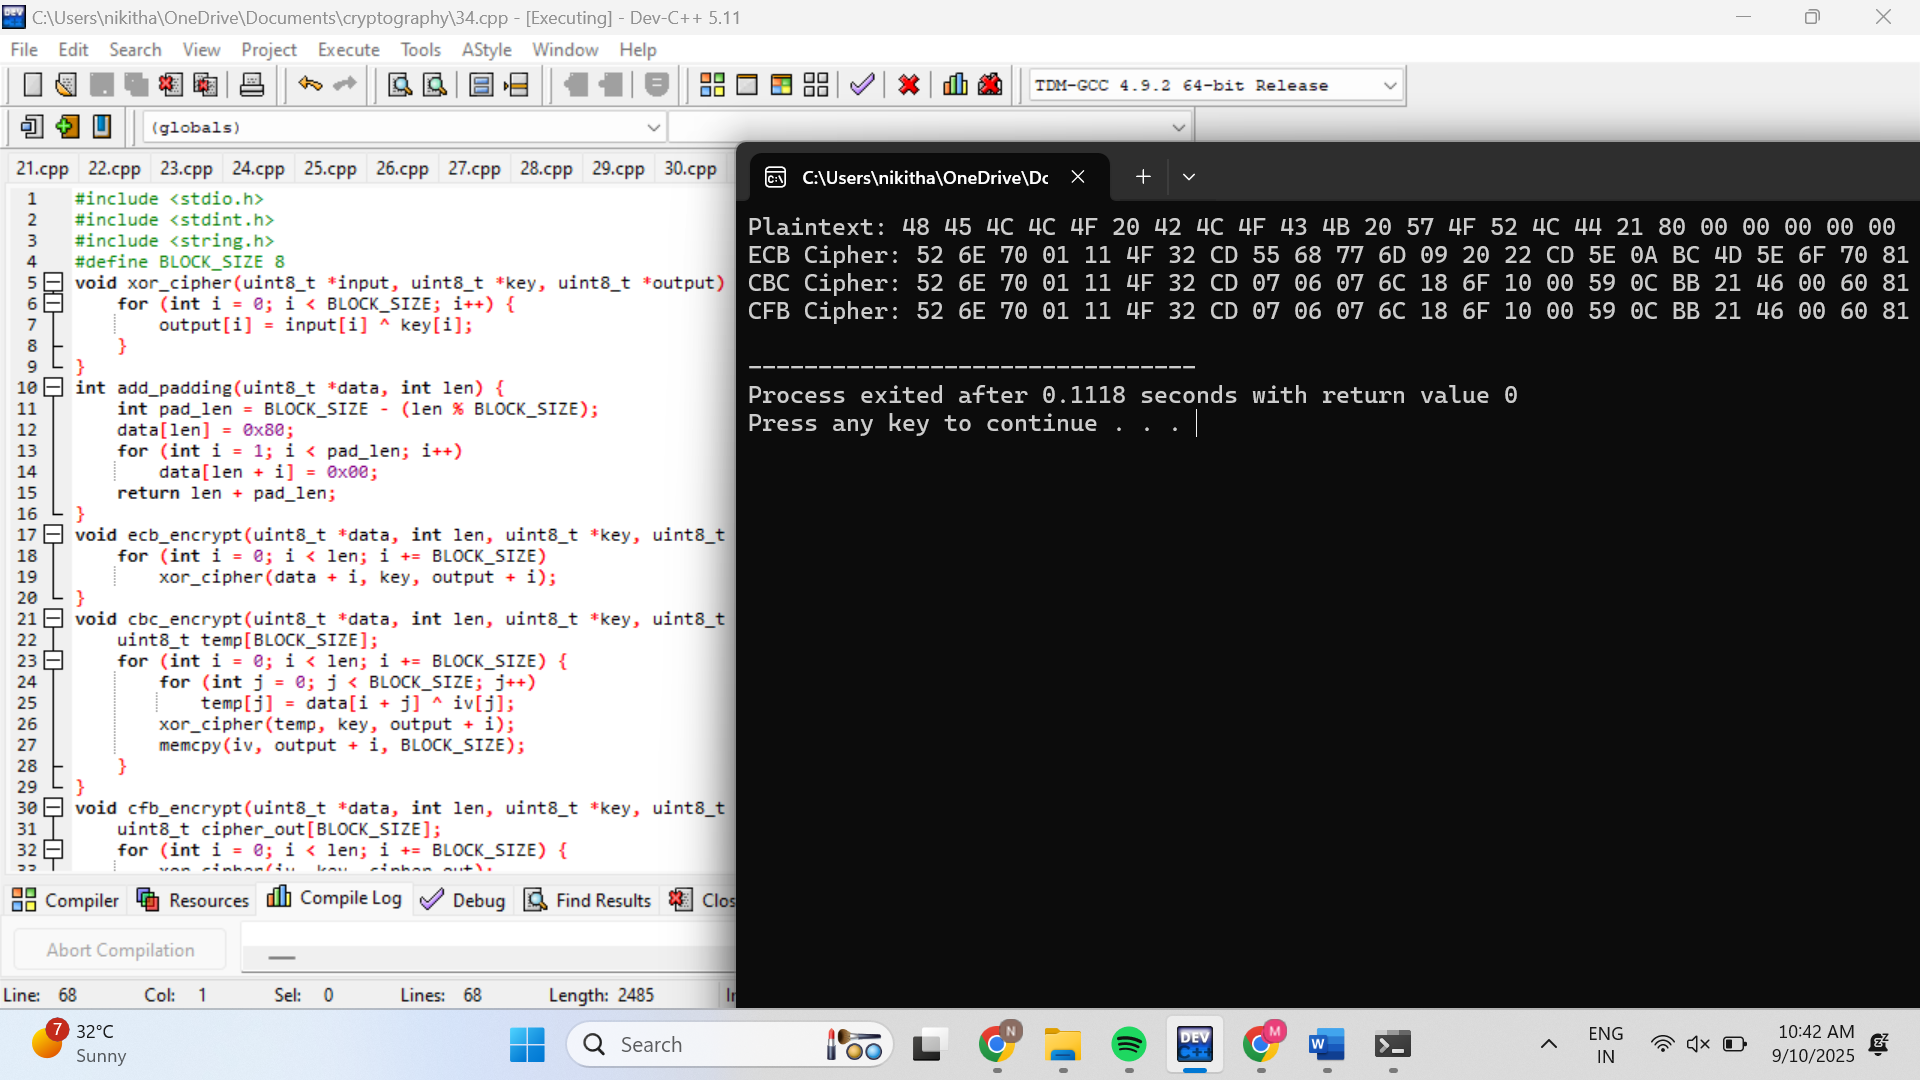 C:\Users\nikitha\OneDrive\Documents\cryptography\34.cpp - [Executing] - Dev-C++ 5.11
File Edit Search View Project Execute Tools AStyle Window Help
TDM-GCC 4.9.2 64-bit Release
(globals)
21.cpp 22.cpp 23.cpp 24.cpp 25.cpp 26.cpp 27.cpp 28.cpp 29.cpp 30.cpp
1 #include <stdio.h>
2 #include <stdint.h>
3 #include <string.h>
4 #define BLOCK_SIZE 8
5 void xor_cipher(uint8_t *input, uint8_t *key, uint8_t *output)
6 for (int i = 0; i < BLOCK_SIZE; i++) {
7 output[i] = input[i] ^ key[i];
8 }
9 }
10 int add_padding(uint8_t *data, int len) {
11 int pad_len = BLOCK_SIZE - (len % BLOCK_SIZE);
12 data[len] = 0x80;
13 for (int i = 1; i < pad_len; i++)
14 data[len + i] = 0x00;
15 return len + pad_len;
16 }
17 void ecb_encrypt(uint8_t *data, int len, uint8_t *key, uint8_t
18 for (int i = 0; i < len; i += BLOCK_SIZE)
19 xor_cipher(data + i, key, output + i);
20 }
21 void cbc_encrypt(uint8_t *data, int len, uint8_t *key, uint8_t
22 uint8_t temp[BLOCK_SIZE];
23 for (int i = 0; i < len; i += BLOCK_SIZE) {
24 for (int j = 0; j < BLOCK_SIZE; j++)
25 temp[j] = data[i + j] ^ iv[j];
26 xor_cipher(temp, key, output + i);
27 memcpy(iv, output + i, BLOCK_SIZE);
28 }
29 }
30 void cfb_encrypt(uint8_t *data, int len, uint8_t *key, uint8_t
31 uint8_t cipher_out[BLOCK_SIZE];
32 for (int i = 0; i < len; i += BLOCK_SIZE) {
33 xor_cipher(iv, key, cipher_out);
C:\Users\nikitha\OneDrive\Dc
Plaintext: 48 45 4C 4C 4F 20 42 4C 4F 43 4B 20 57 4F 52 4C 44 21 80 00 00 00 00 00
ECB Cipher: 52 6E 70 01 11 4F 32 CD 55 68 77 6D 09 20 22 CD 5E 0A BC 4D 5E 6F 70 81
CBC Cipher: 52 6E 70 01 11 4F 32 CD 07 06 07 6C 18 6F 10 00 59 0C BB 21 46 00 60 81
CFB Cipher: 52 6E 70 01 11 4F 32 CD 07 06 07 6C 18 6F 10 00 59 0C BB 21 46 00 60 81
--------------------------------
Process exited after 0.1118 seconds with return value 0
Press any key to continue . . .
Compiler Resources Compile Log Debug Find Results Clos
Abort Compilation
Line: 68 Col: 1 Sel: 0 Lines: 68 Length: 2485 In
7 32°C
Sunny
Search
N
DEV
C++
M
W
ENG
IN
10:42 AM
9/10/2025